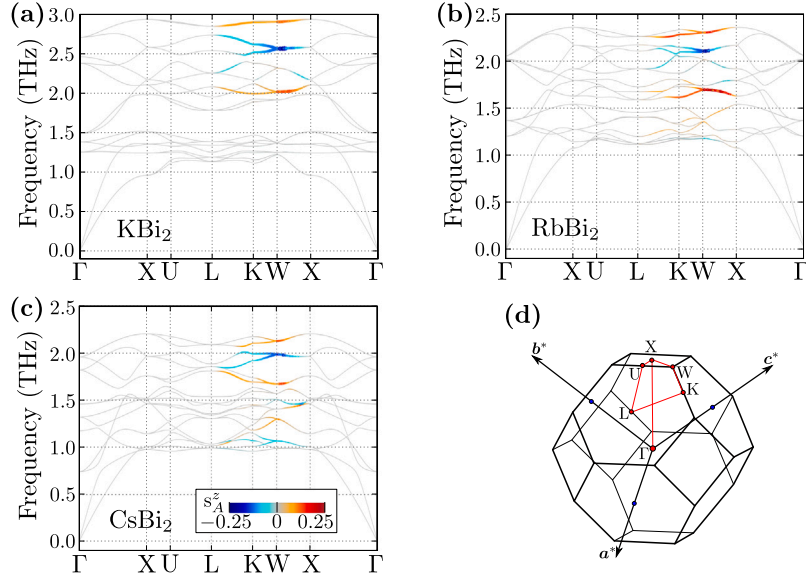 (a)
3.0
2.5
2.0
1.5
1.0
0.5
0.0
Frequency (THz)
KBi₂
Γ X U L K W X Γ
(b)
2.5
2.0
1.5
1.0
0.5
0.0
Frequency (THz)
RbBi₂
Γ X U L K W X Γ
(c)
2.5
2.0
1.5
1.0
0.5
0.0
Frequency (THz)
CsBi₂
s_A^z
−0.25 0 0.25
Γ X U L K W X Γ
(d)
b*
c*
X
U
W
K
L
Γ
a*